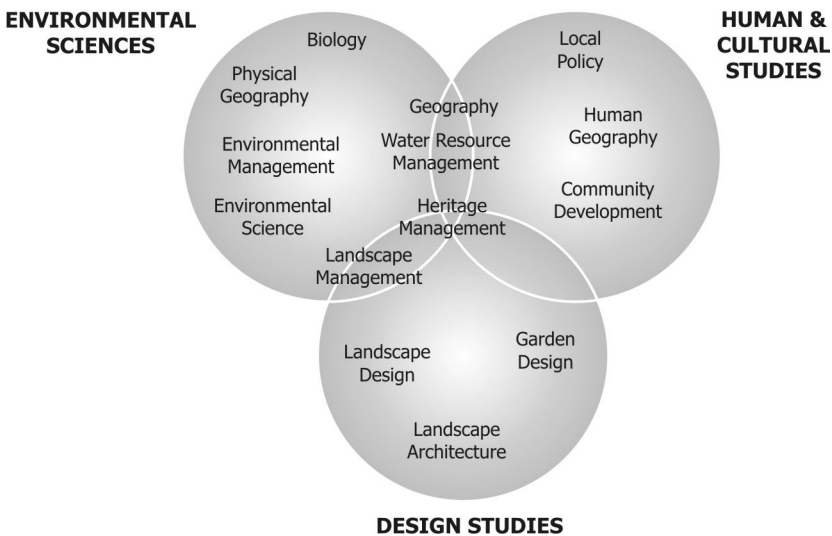 ENVIRONMENTAL
SCIENCES
HUMAN &
CULTURAL
STUDIES
Biology
Physical
Geography
Environmental
Management
Environmental
Science
Geography
Water Resource
Management
Heritage
Management
Landscape
Management
Local
Policy
Human
Geography
Community
Development
Landscape
Design
Garden
Design
Landscape
Architecture
DESIGN STUDIES